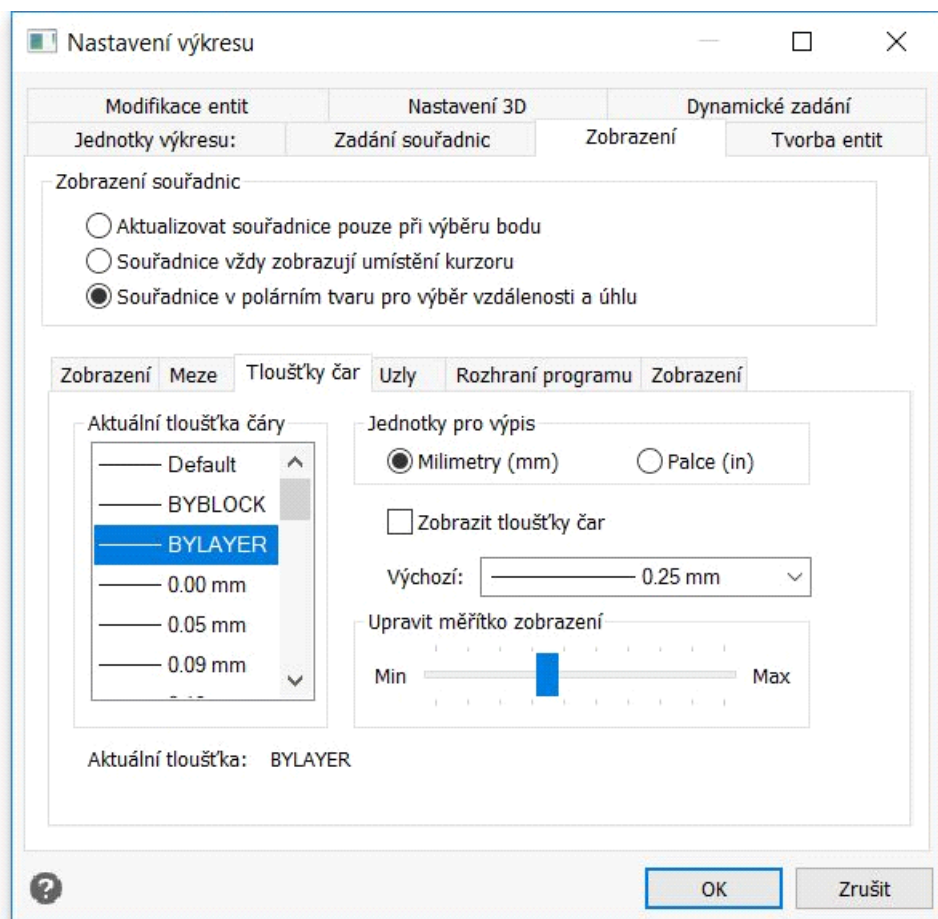 Nastavení výkresu
Modifikace entit Nastavení 3D Dynamické zadání
Jednotky výkresu: Zadání souřadnic Zobrazení Tvorba entit
Zobrazení souřadnic
Aktualizovat souřadnice pouze při výběru bodu
Souřadnice vždy zobrazují umístění kurzoru
Souřadnice v polárním tvaru pro výběr vzdálenosti a úhlu
Zobrazení Meze Tloušťky čar Uzly Rozhraní programu Zobrazení
Aktuální tloušťka čáry
Default
BYBLOCK
BYLAYER
0.00 mm
0.05 mm
0.09 mm
Jednotky pro výpis
Milimetry (mm) Palce (in)
Zobrazit tloušťky čar
Výchozí: 0.25 mm
Upravit měřítko zobrazení
Min Max
Aktuální tloušťka: BYLAYER
OK Zrušit